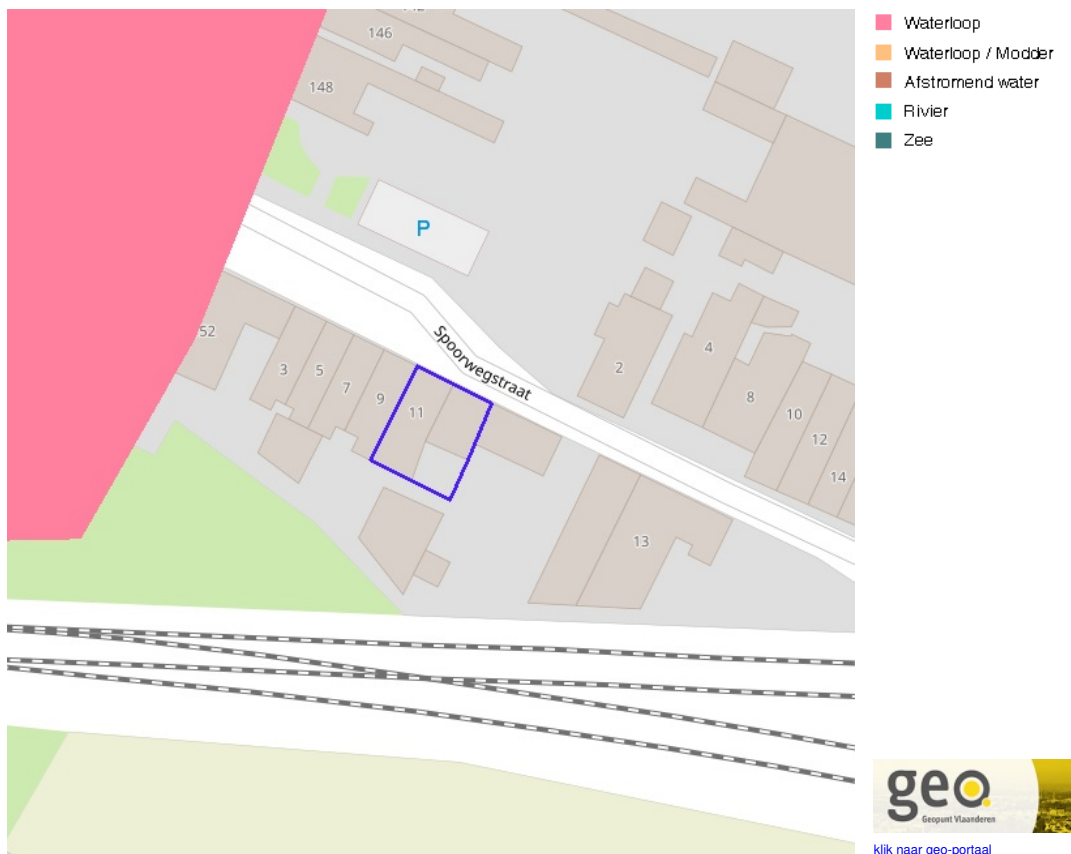 146
148
P
Spoorwegstraat
52
3
5
7
9
11
2
4
8
10
12
14
13
Waterloop
Waterloop / Modder
Afstromend water
Rivier
Zee
geo
Geopunt Vlaanderen
klik naar geo-portaal